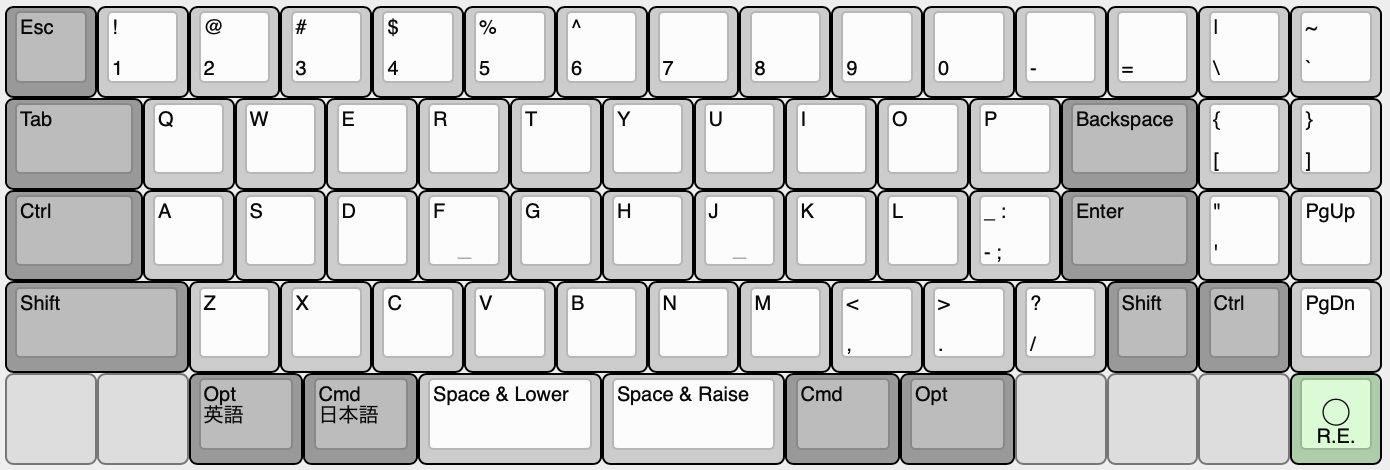 Esc ! @ # $ % ^ | ~
1 2 3 4 5 6 7 8 9 0 - = \ `
Tab Q W E R T Y U I O P Backspace { }
[ ]
Ctrl A S D F G H J K L _ : Enter " PgUp
_ _ - ; '
Shift Z X C V B N M < > ? Shift Ctrl PgDn
, . /
Opt Cmd Space & Lower Space & Raise Cmd Opt
英語 日本語
R.E.